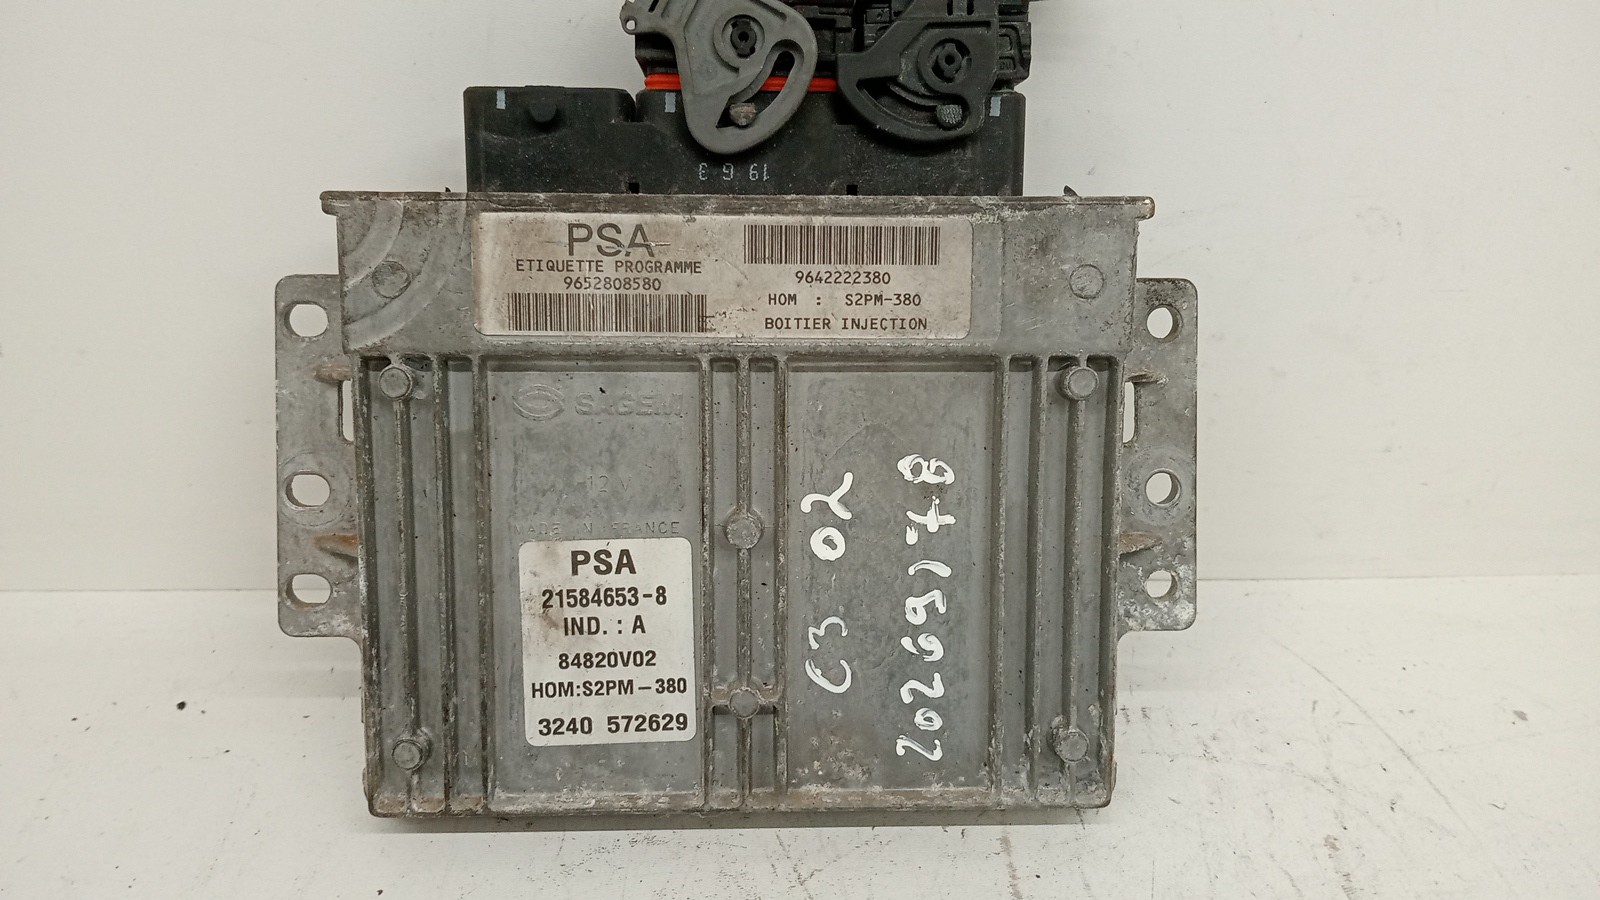 E 6 3 19
PSA
ETIQUETTE PROGRAMME
9652808580
9642222380
HOM : S2PM-380
BOITIER INJECTION
SAGEM
12 V
MADE IN FRANCE
PSA
21584653-8
IND. : A
84820V02
HOM:S2PM-380
3240 572629
C3 02
20269178